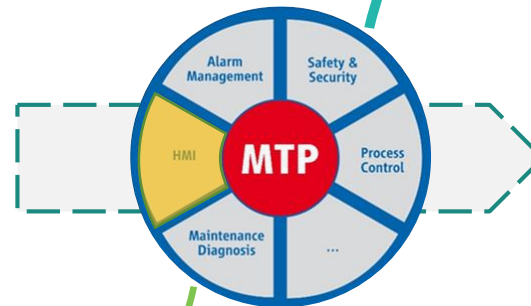 Alarm
Management
Safety &
Security
HMI
MTP
Process
Control
Maintenance
Diagnosis
...